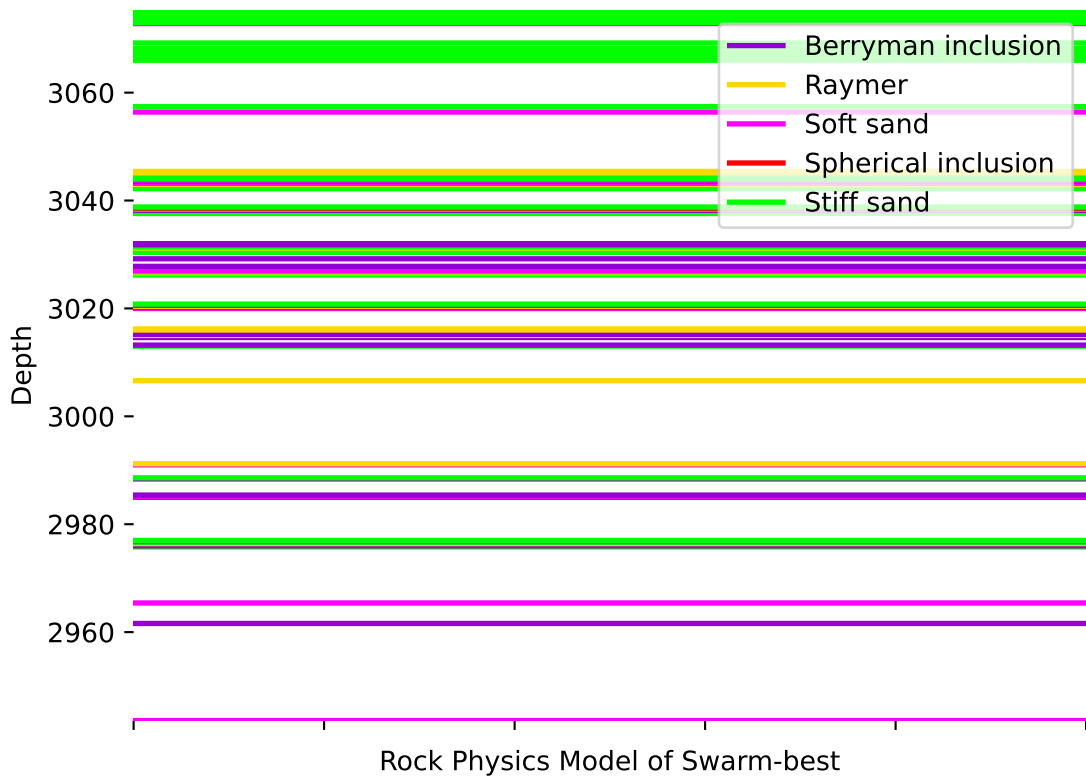 Berryman inclusion
Raymer
Soft sand
Spherical inclusion
Stiff sand
3060
3040
3020
3000
2980
2960
Depth
Rock Physics Model of Swarm-best